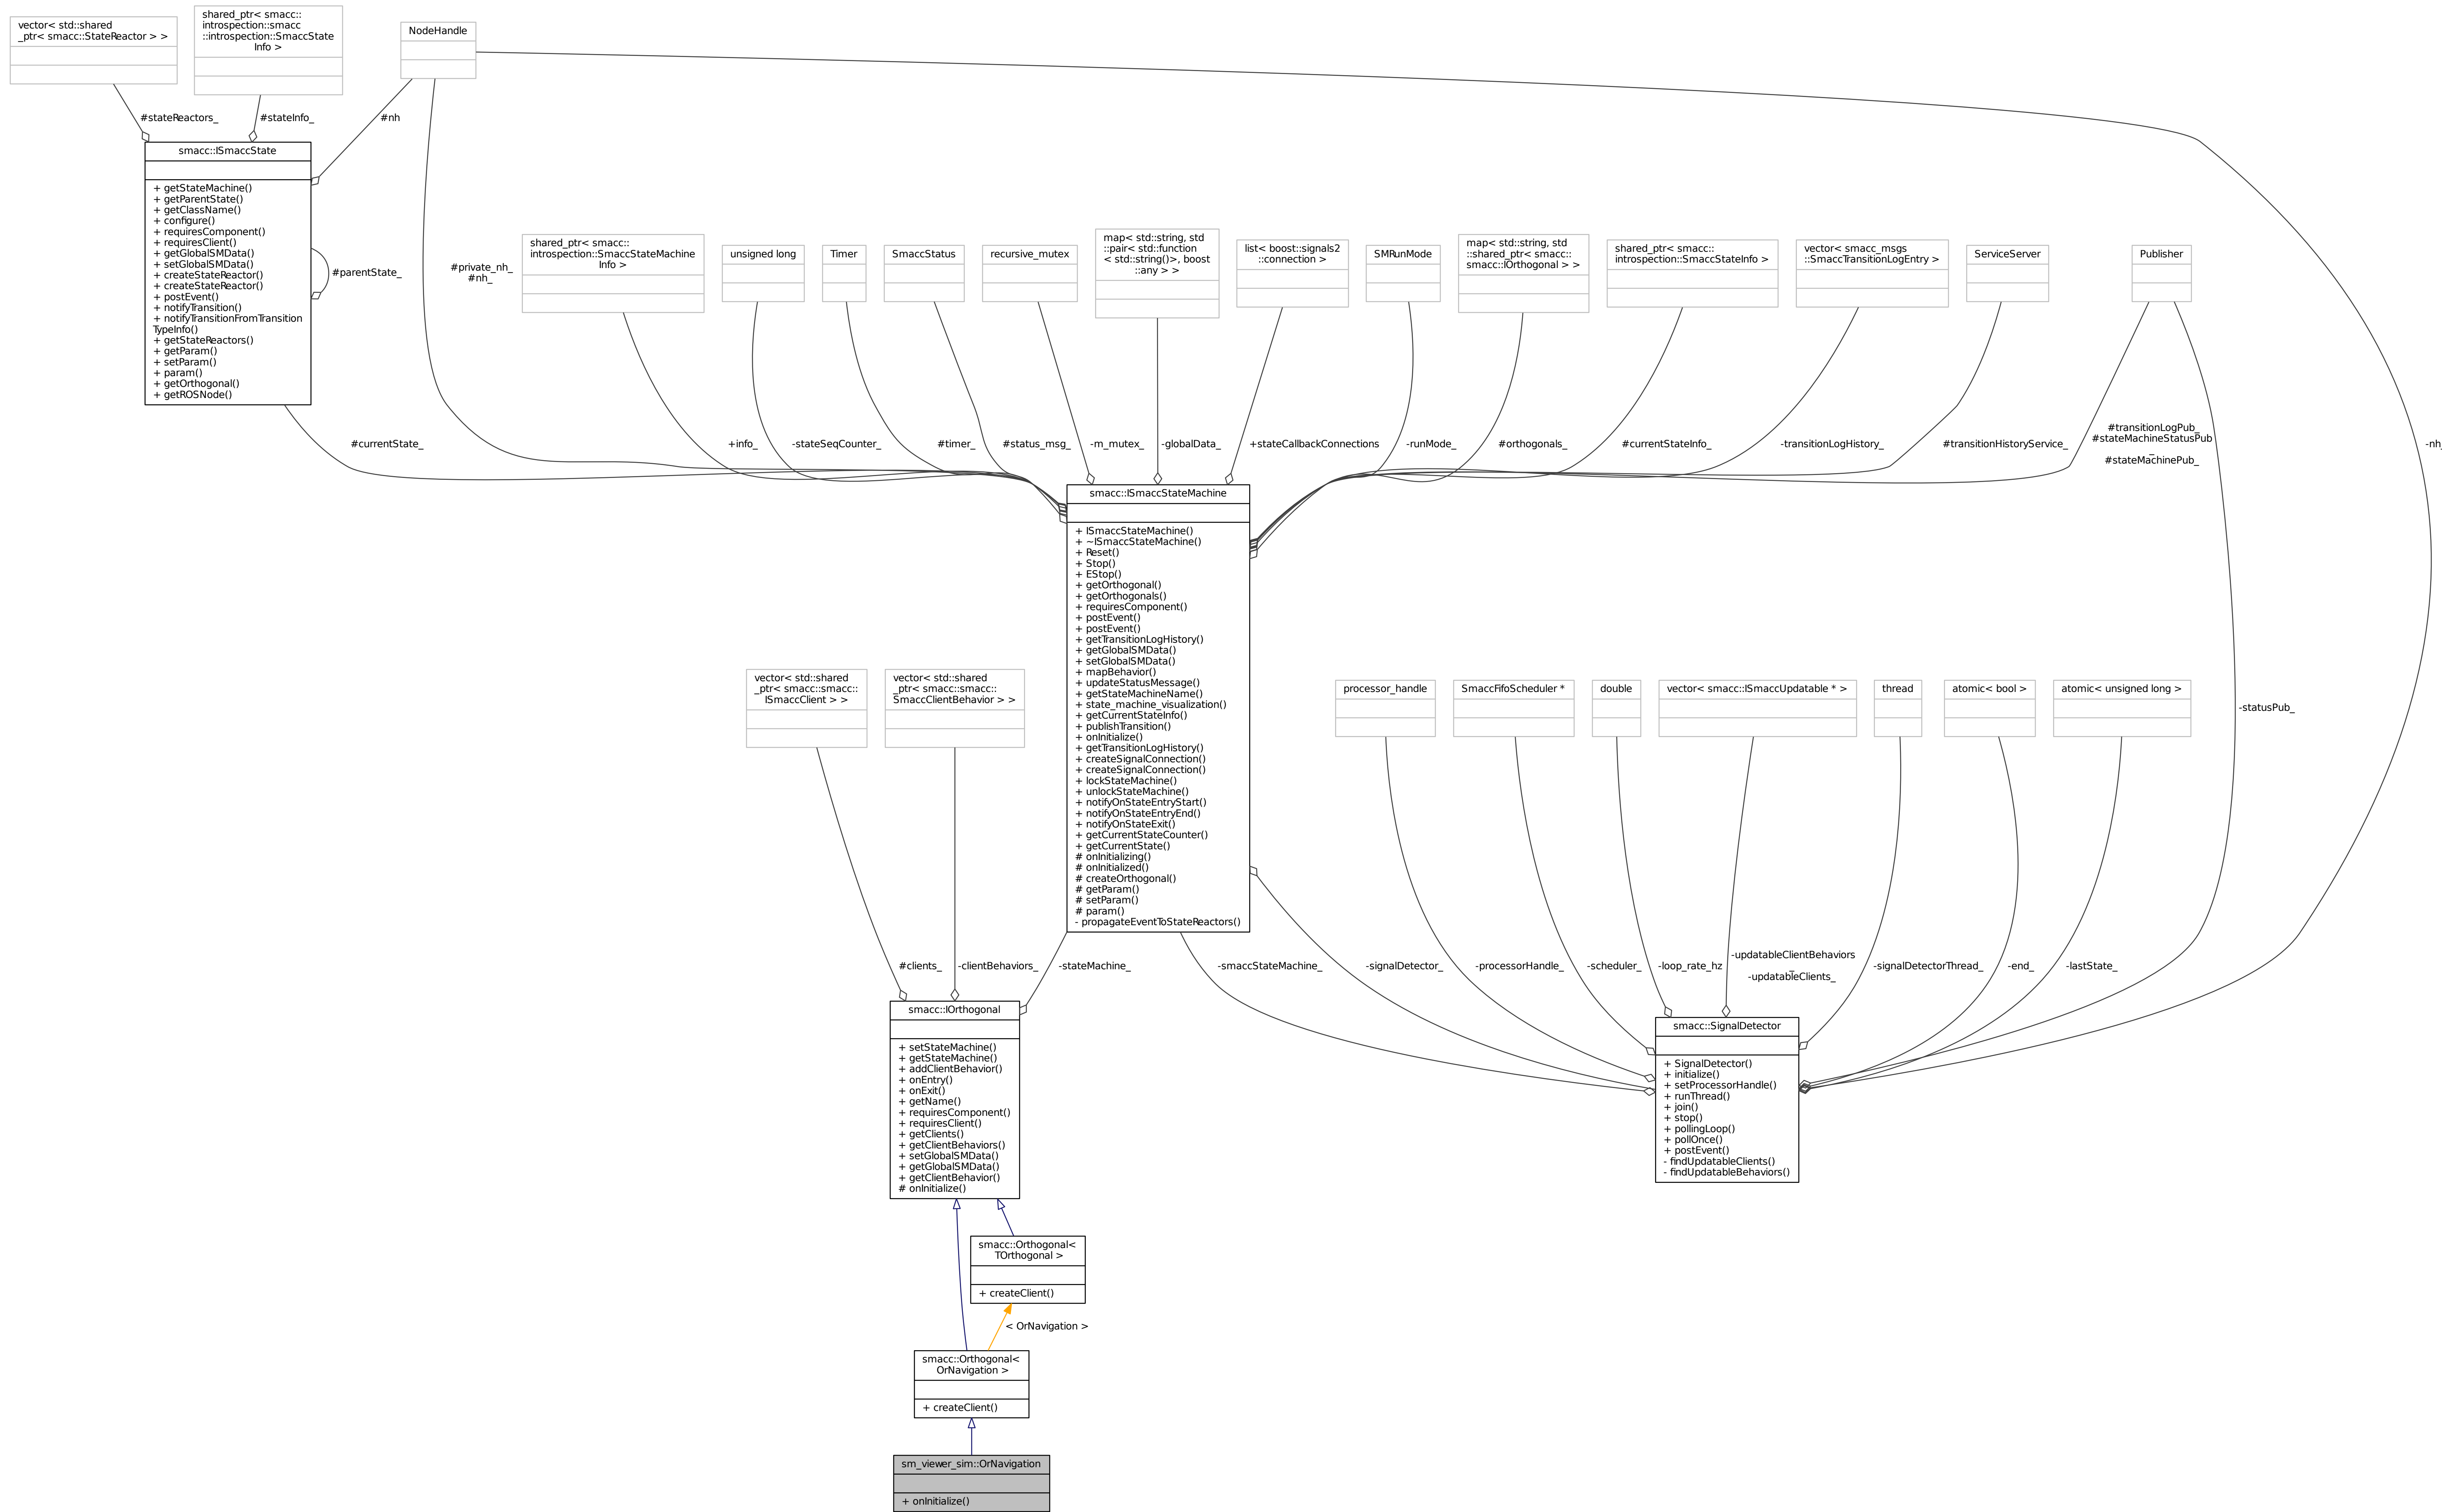 vector< std::shared
_ptr< smacc::StateReactor > >
shared_ptr< smacc::
introspection::smacc
::introspection::SmaccState
Info >
NodeHandle
#stateReactors_
#stateInfo_
#nh
smacc::ISmaccState
+ getStateMachine()
+ getParentState()
+ getClassName()
+ configure()
+ requiresComponent()
+ requiresClient()
+ getGlobalSMData()
+ setGlobalSMData()
+ createStateReactor()
+ createStateReactor()
+ postEvent()
+ notifyTransition()
+ notifyTransitionFromTransition
TypeInfo()
+ getStateReactors()
+ getParam()
+ setParam()
+ param()
+ getOrthogonal()
+ getROSNode()
#parentState_
#private_nh_
#nh_
shared_ptr< smacc::
introspection::SmaccStateMachine
Info >
unsigned long
Timer
SmaccStatus
recursive_mutex
map< std::string, std
::pair< std::function
< std::string()>, boost
::any > >
list< boost::signals2
::connection >
SMRunMode
map< std::string, std
::shared_ptr< smacc::
smacc::IOrthogonal > >
shared_ptr< smacc::
introspection::SmaccStateInfo >
vector< smacc_msgs
::SmaccTransitionLogEntry >
ServiceServer
Publisher
#currentState_
+info_
-stateSeqCounter_
#timer_
#status_msg_
-m_mutex_
-globalData_
+stateCallbackConnections
-runMode_
#orthogonals_
#currentStateInfo_
-transitionLogHistory_
#transitionHistoryService_
#transitionLogPub_
#stateMachineStatusPub
_
#stateMachinePub_
-nh_
smacc::ISmaccStateMachine
+ ISmaccStateMachine()
+ ~ISmaccStateMachine()
+ Reset()
+ Stop()
+ EStop()
+ getOrthogonal()
+ getOrthogonals()
+ requiresComponent()
+ postEvent()
+ postEvent()
+ getTransitionLogHistory()
+ getGlobalSMData()
+ setGlobalSMData()
+ mapBehavior()
+ updateStatusMessage()
+ getStateMachineName()
+ state_machine_visualization()
+ getCurrentStateInfo()
+ publishTransition()
+ onInitialize()
+ getTransitionLogHistory()
+ createSignalConnection()
+ createSignalConnection()
+ lockStateMachine()
+ unlockStateMachine()
+ notifyOnStateEntryStart()
+ notifyOnStateEntryEnd()
+ notifyOnStateExit()
+ getCurrentStateCounter()
+ getCurrentState()
# onInitializing()
# onInitialized()
# createOrthogonal()
# getParam()
# setParam()
# param()
- propagateEventToStateReactors()
vector< std::shared
_ptr< smacc::smacc::
ISmaccClient > >
vector< std::shared
_ptr< smacc::smacc::
SmaccClientBehavior > >
processor_handle
SmaccFifoScheduler *
double
vector< smacc::ISmaccUpdatable * >
thread
atomic< bool >
atomic< unsigned long >
-statusPub_
#clients_
-clientBehaviors_
-stateMachine_
-smaccStateMachine_
-signalDetector_
-processorHandle_
-scheduler_
-loop_rate_hz
-updatableClientBehaviors
_
-updatableClients_
-signalDetectorThread_
-end_
-lastState_
smacc::IOrthogonal
+ setStateMachine()
+ getStateMachine()
+ addClientBehavior()
+ onEntry()
+ onExit()
+ getName()
+ requiresComponent()
+ requiresClient()
+ getClients()
+ getClientBehaviors()
+ setGlobalSMData()
+ getGlobalSMData()
+ getClientBehavior()
# onInitialize()
smacc::SignalDetector
+ SignalDetector()
+ initialize()
+ setProcessorHandle()
+ runThread()
+ join()
+ stop()
+ pollingLoop()
+ pollOnce()
+ postEvent()
- findUpdatableClients()
- findUpdatableBehaviors()
smacc::Orthogonal<
TOrthogonal >
+ createClient()
< OrNavigation >
smacc::Orthogonal<
OrNavigation >
+ createClient()
sm_viewer_sim::OrNavigation
+ onInitialize()